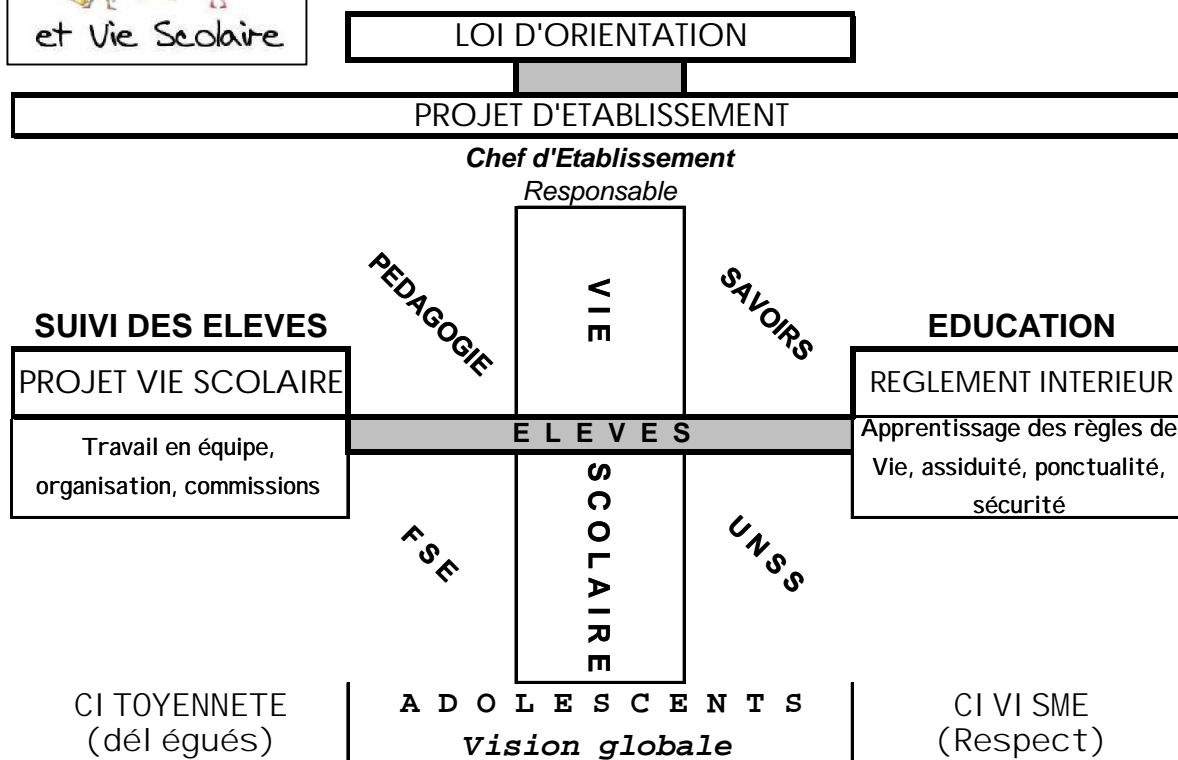 et Vie Scolaire
LOI D'ORIENTATION
PROJET D'ETABLISSEMENT
Chef d'Etablissement
Responsable
PEDAGOGIE
VIE
SAVOIRS
SUIVI DES ELEVES
EDUCATION
PROJET VIE SCOLAIRE
REGLEMENT INTERIEUR
E L E V E S
Travail en équipe,
organisation, commissions
Apprentissage des règles de
Vie, assiduité, ponctualité,
sécurité
SCOLAIRE
FSE
UNSS
CITOYENNETE
(délégués)
A D O L E S C E N T S
Vision globale
CIVISME
(Respect)